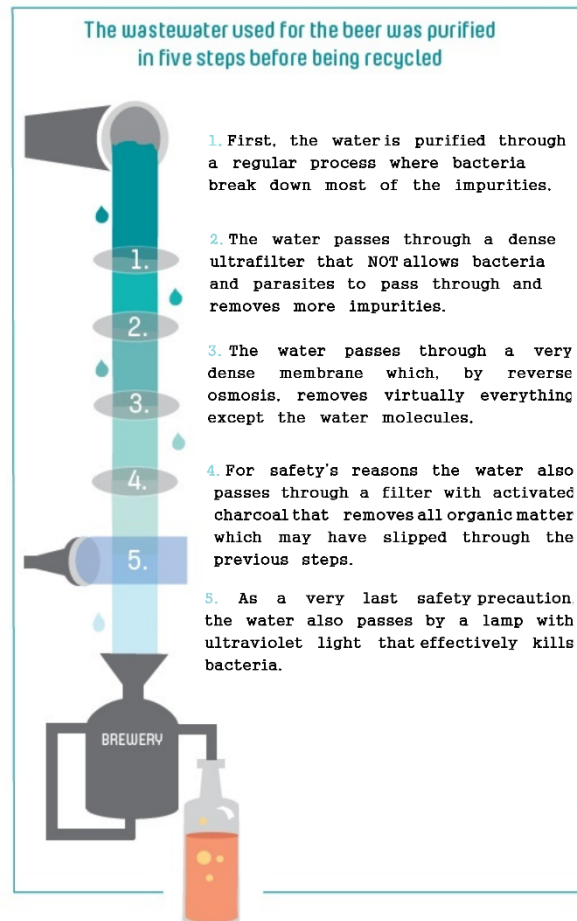 The wastewater used for the beer was purified
in five steps before being recycled
1. First, the water is purified through
a regular process where bacteria
break down most of the impurities.
2. The water passes through a dense
ultrafilter that NOT allows bacteria
and parasites to pass through and
removes more impurities.
3. The water passes through a very
dense membrane which, by reverse
osmosis, removes virtually everything
except the water molecules.
4. For safety's reasons the water also
passes through a filter with activated
charcoal that removes all organic matter
which may have slipped through the
previous steps.
5. As a very last safety precaution
the water also passes by a lamp with
ultraviolet light that effectively kills
bacteria.
1.
2.
3.
4.
5.
BREWERY